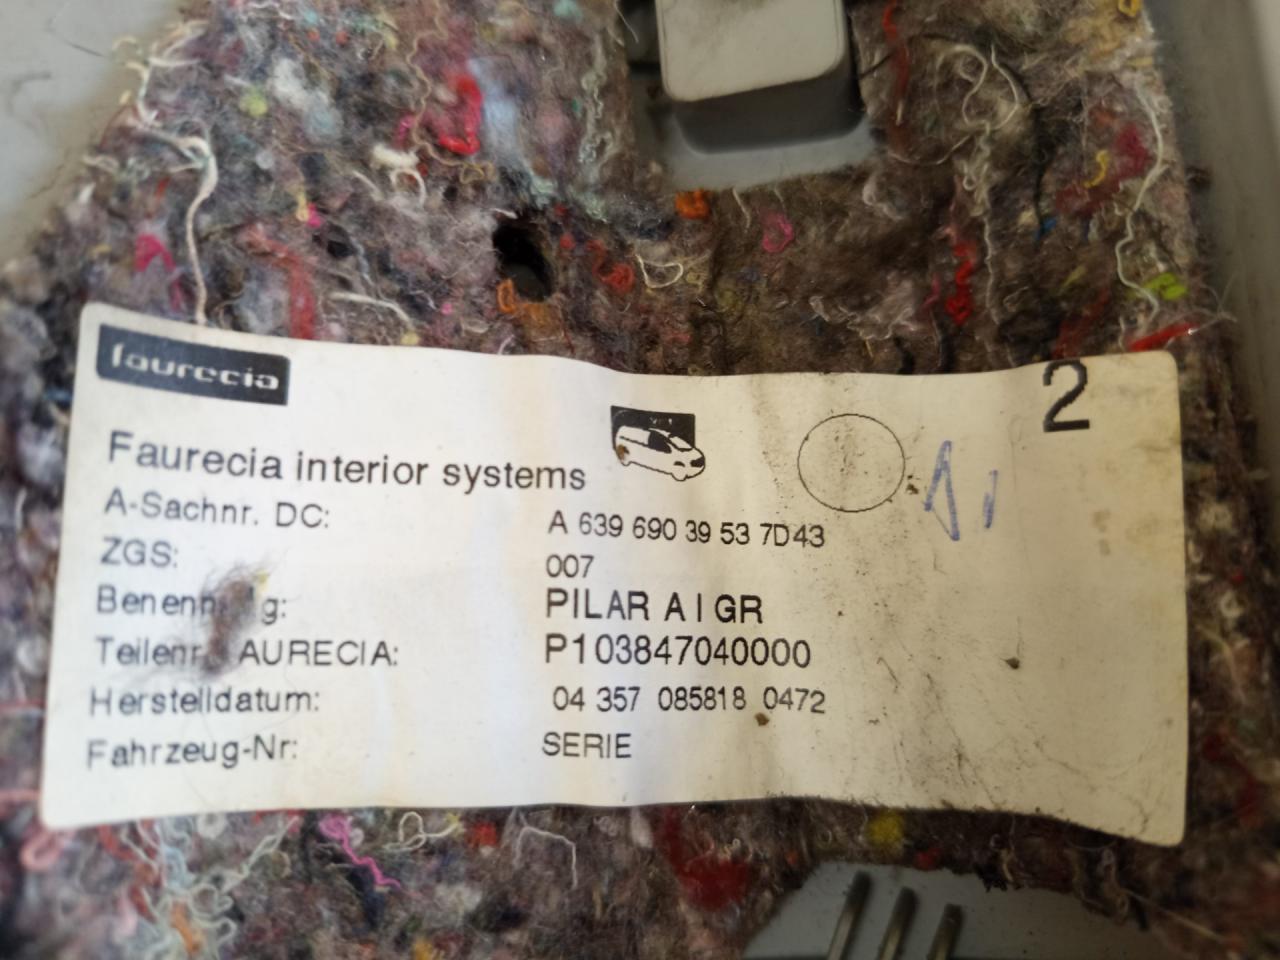 faurecia
2
Faurecia interior systems
A-Sachnr. DC: A 639 690 39 53 7D43
ZGS: 007
PILAR A I GR
AURECIA: P103847040000
Herstelldatum: 04 357 085818 0472
Fahrzeug-Nr: SERIE